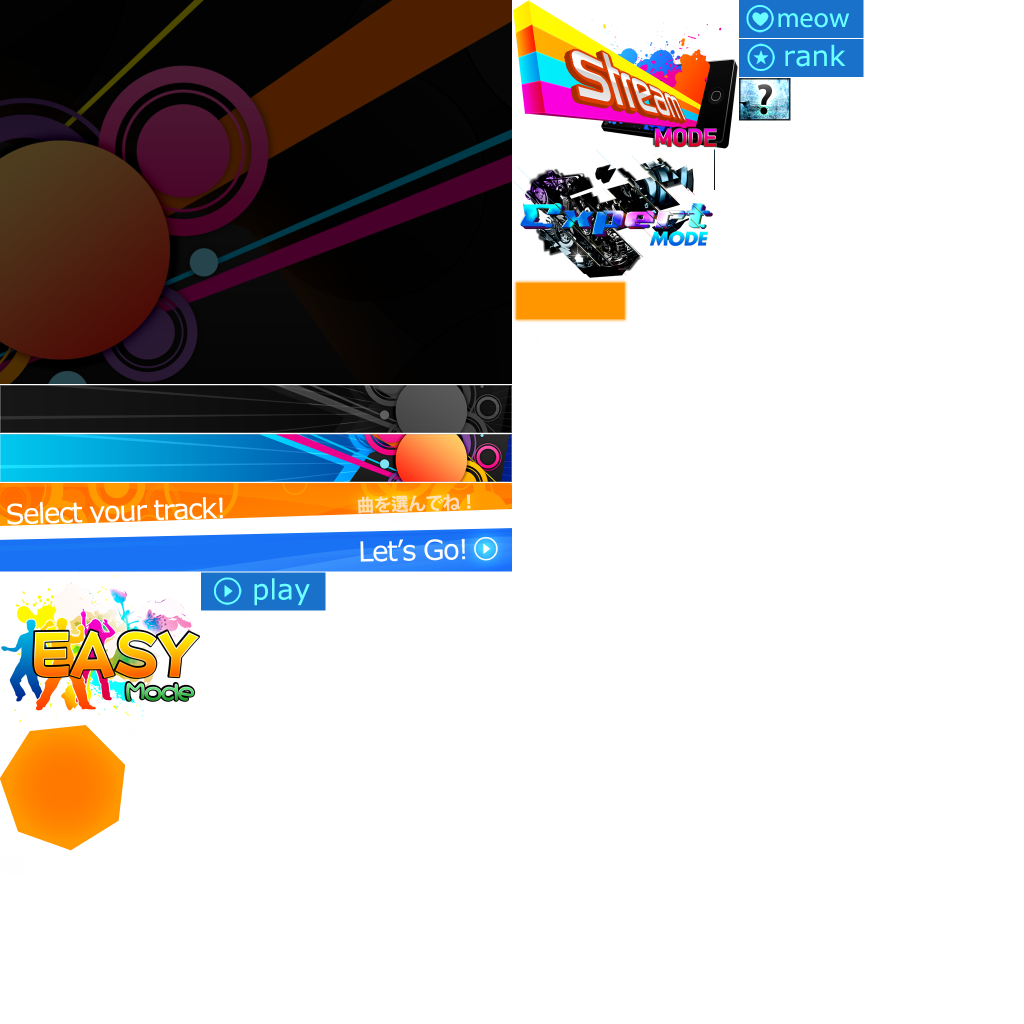 Stream
MODE
meow
rank
?
Expert
MODE
Select your track!
曲を選んでね！
Let's Go!
play
EASY
Mode